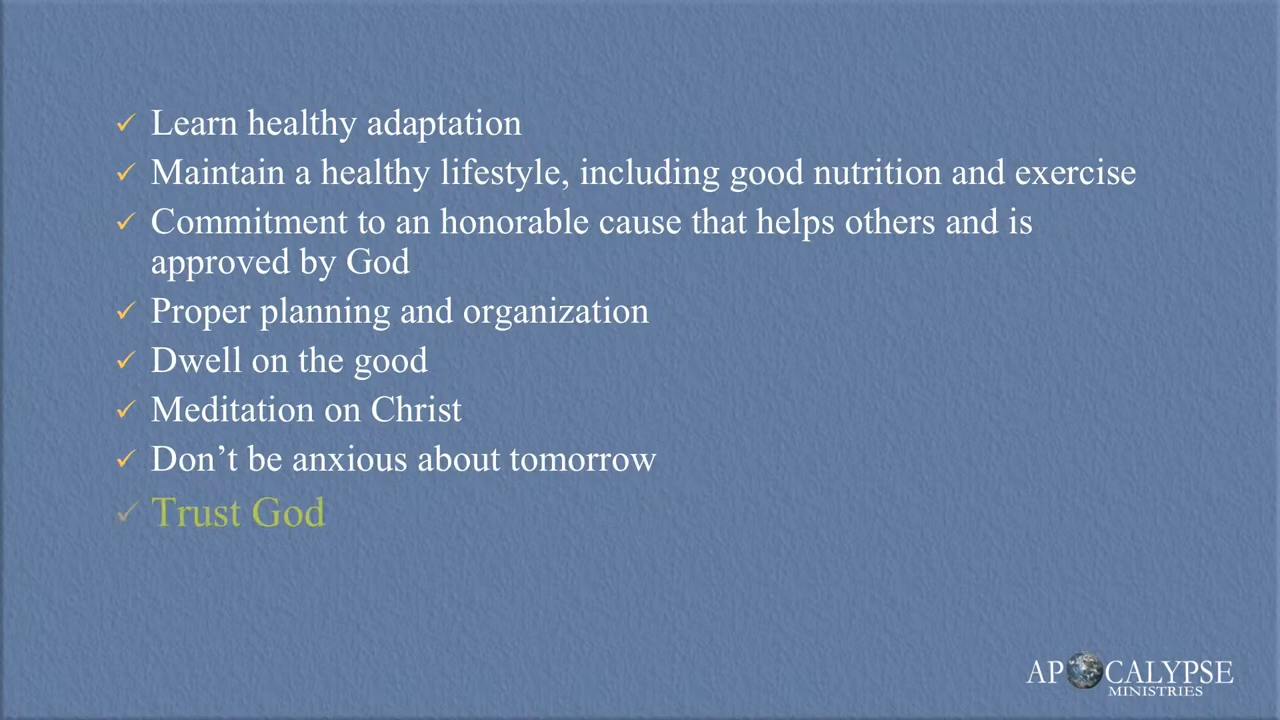 Learn healthy adaptation
Maintain a healthy lifestyle, including good nutrition and exercise
Commitment to an honorable cause that helps others and is
approved by God
Proper planning and organization
Dwell on the good
Meditation on Christ
Don’t be anxious about tomorrow
Trust God
APOCALYPSE
MINISTRIES